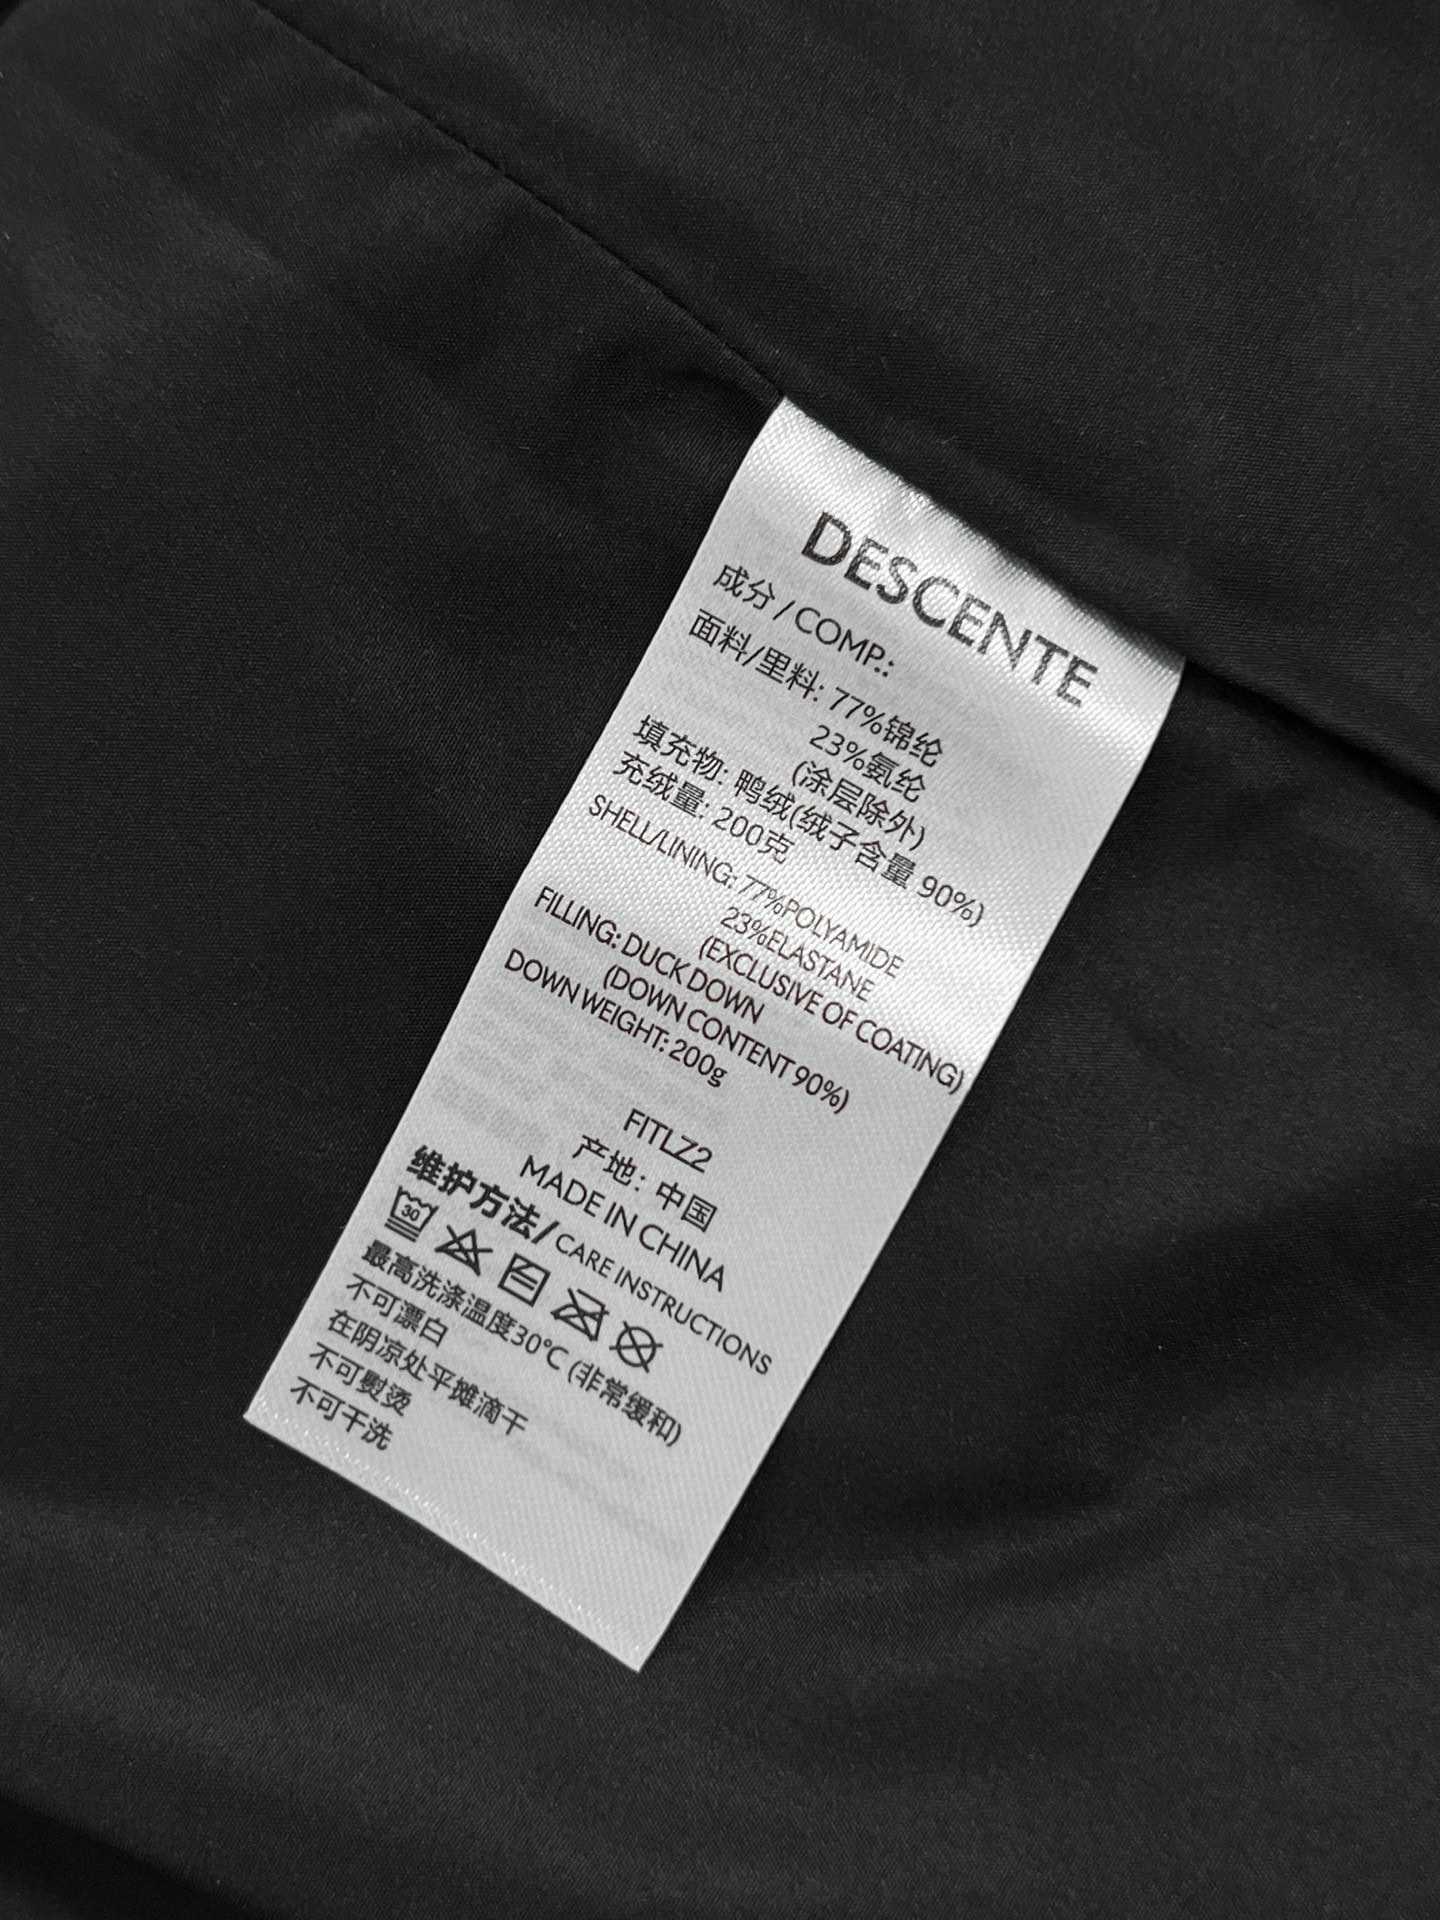 DESCENTE
成分 / COMP.:
面料/里料: 77%锦纶
23%氨纶
(涂层除外)
填充物: 鸭绒(绒子含量 90%)
充绒量: 200克
SHELL/LINING: 77%POLYAMIDE
23%ELASTANE
(EXCLUSIVE OF COATING)
FILLING: DUCK DOWN
(DOWN CONTENT 90%)
DOWN WEIGHT: 200g
FITLZ2
产地: 中国
MADE IN CHINA
维护方法/CARE INSTRUCTIONS
30
最高洗涤温度30°C (非常缓和)
不可漂白
在阴凉处平摊滴干
不可熨烫
不可干洗